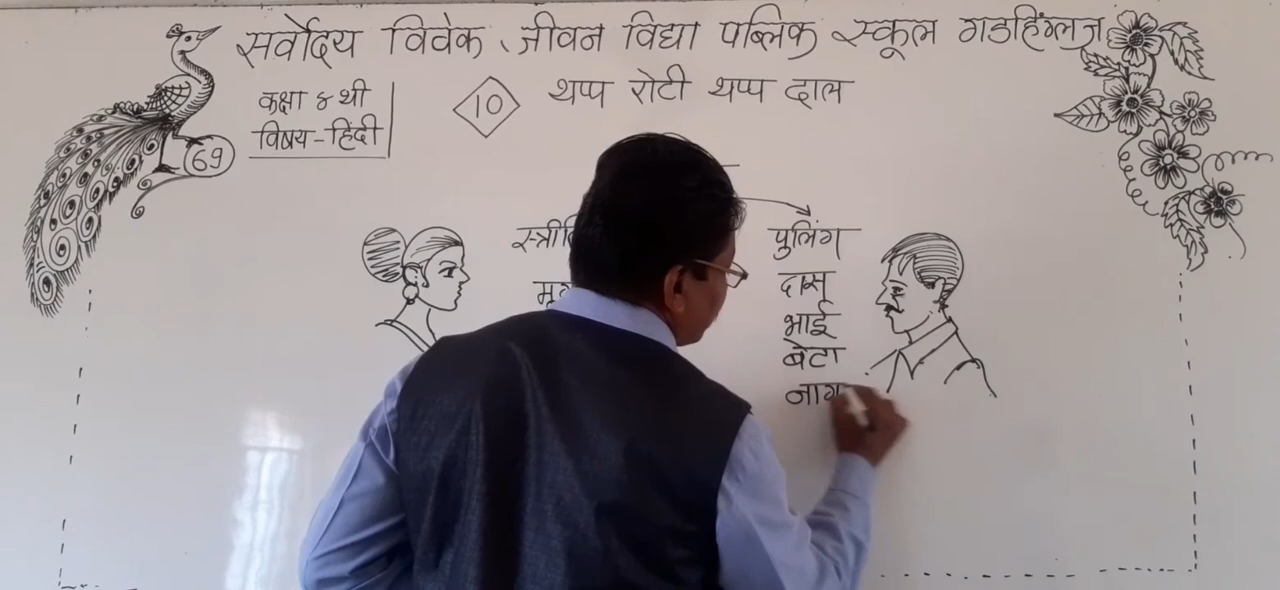 सर्वोदय विवेक जीवन विद्या पब्लिक स्कूल गडहिंग्लज
कक्षा ४ थी
विषय-हिंदी
69
10
थप्प रोटी थप्प दाल
पुलिंग
दास
भाई
बेटा
नाग